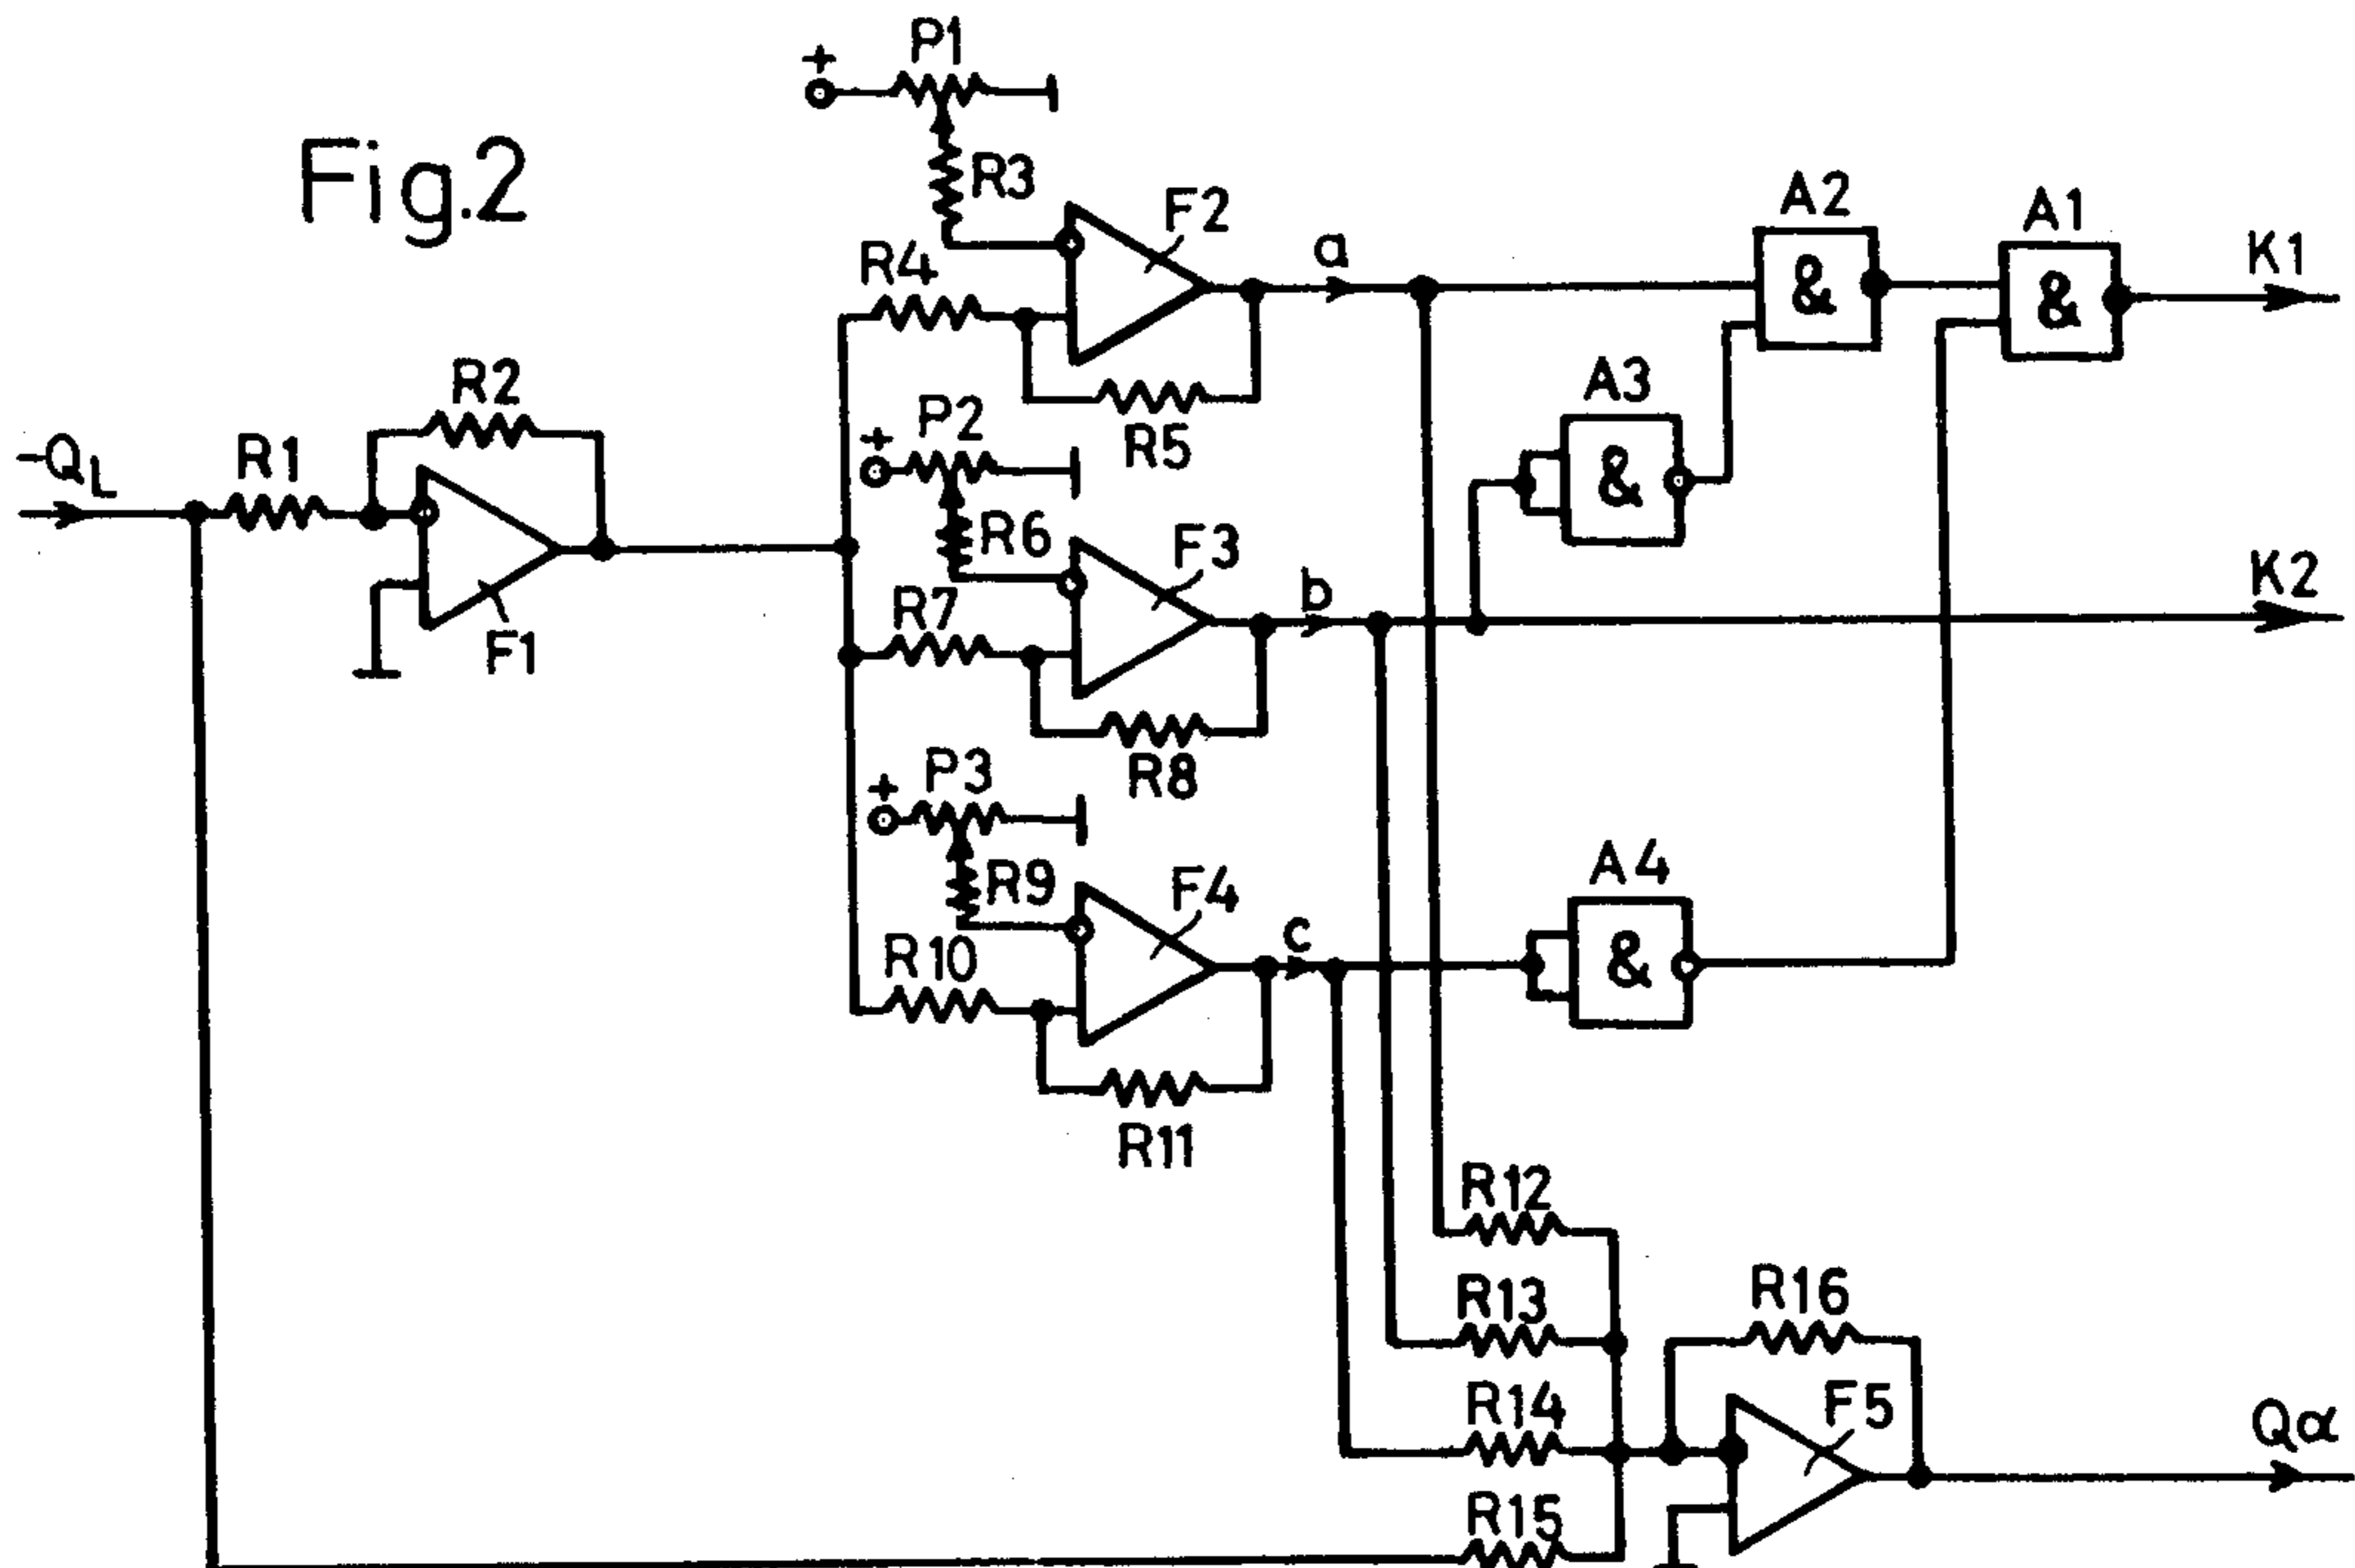 Fig.2
+
P1
R3
F2
R4
a
A2
A1
K1
&
&
R5
R2
-QL
R1
F1
+
P2
R6
F3
R7
b
A3
&
K2
R8
+
P3
R9
F4
R10
c
A4
&
R11
R12
R13
R14
R15
R16
F5
Qα